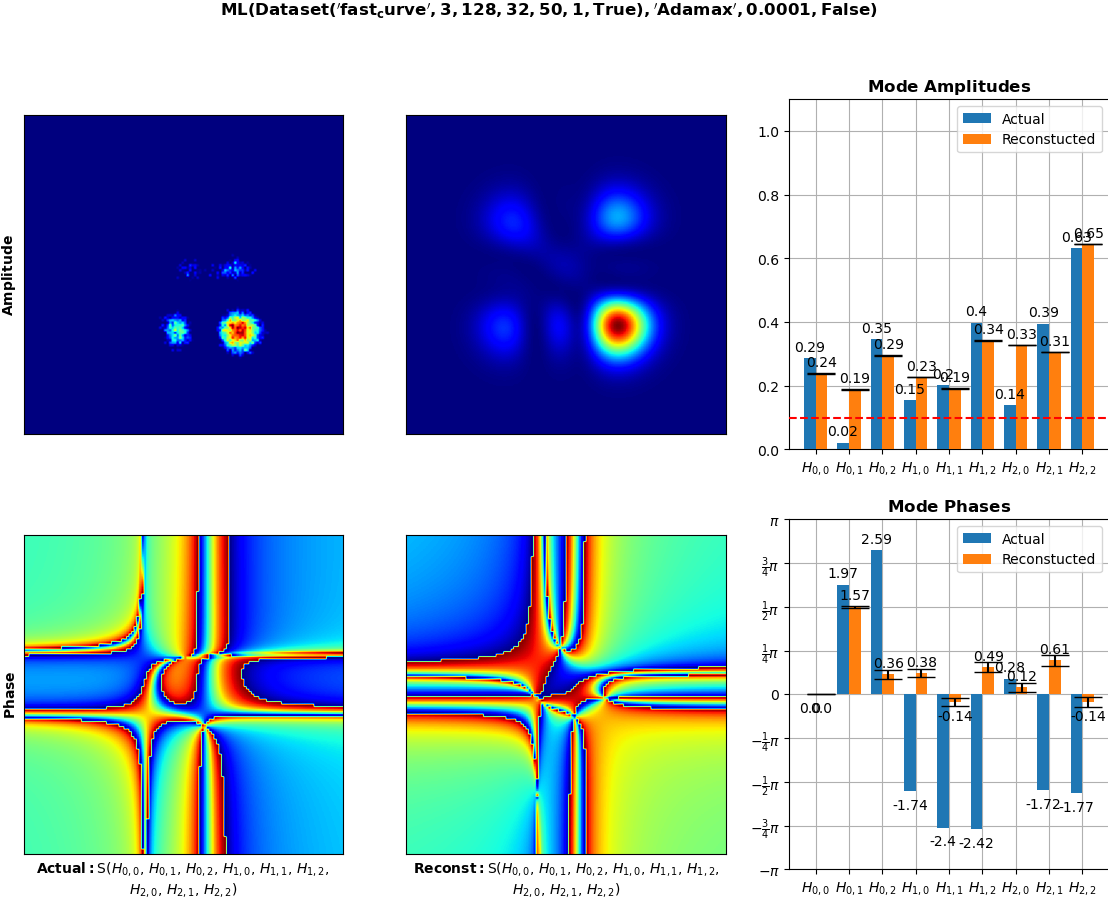 ML(Dataset('fast_curve', 3, 128, 32, 50, 1, True), 'Adamax', 0.0001, False)
Amplitude
Mode Amplitudes
Actual
Reconstucted
1.0
0.8
0.6
0.4
0.2
0.0
0.29 0.02 0.35 0.15 0.2 0.4 0.14 0.39 0.63
0.24 0.19 0.29 0.23 0.19 0.34 0.33 0.31 0.65
H0,0 H0,1 H0,2 H1,0 H1,1 H1,2 H2,0 H2,1 H2,2
Phase
Actual: S(H0,0, H0,1, H0,2, H1,0, H1,1, H1,2,
H2,0, H2,1, H2,2)
Reconst: S(H0,0, H0,1, H0,2, H1,0, H1,1, H1,2,
H2,0, H2,1, H2,2)
Mode Phases
Actual
Reconstucted
π
3/4π
1/2π
1/4π
0
−1/4π
−1/2π
−3/4π
−π
0.0 1.97 2.59 -1.74 -2.4 -2.42 0.28 -1.72 -1.77
0.0 1.57 0.36 0.38 -0.14 0.49 0.12 0.61 -0.14
H0,0 H0,1 H0,2 H1,0 H1,1 H1,2 H2,0 H2,1 H2,2